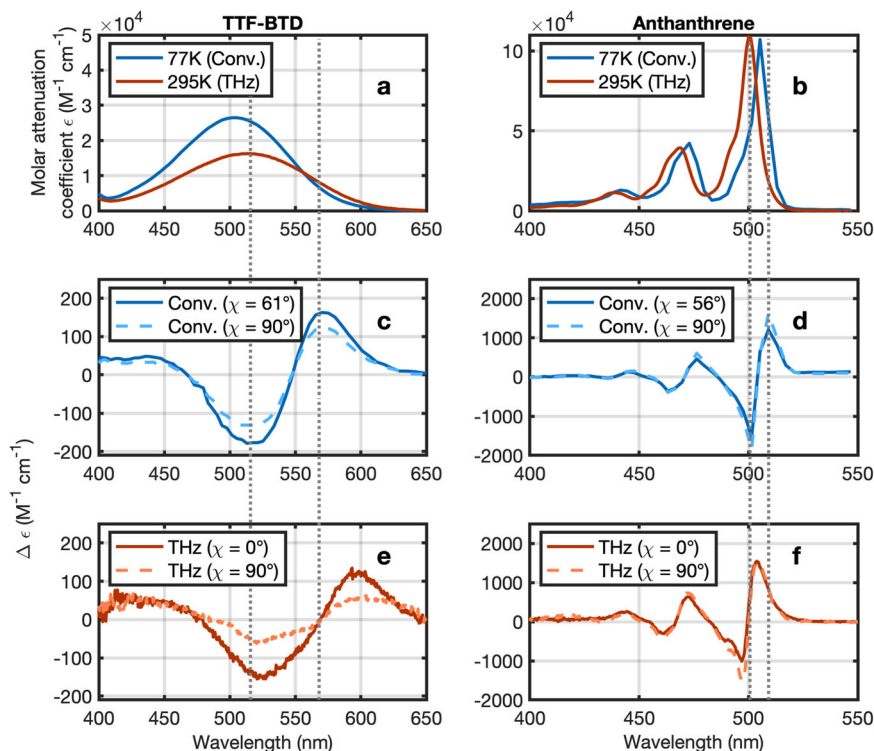 TTF-BTD
Anthanthrene
×10⁴
×10⁴
Molar attenuation
coefficient ϵ (M⁻¹ cm⁻¹)
5
4
3
2
1
0
77K (Conv.)
295K (THz)
a
400 450 500 550 600 650
10
5
0
77K (Conv.)
295K (THz)
b
400 450 500 550
Δ ϵ (M⁻¹ cm⁻¹)
200
100
0
-100
-200
Conv. (χ = 61°)
Conv. (χ = 90°)
c
400 450 500 550 600 650
2000
1000
0
-1000
-2000
Conv. (χ = 56°)
Conv. (χ = 90°)
d
400 450 500 550
200
100
0
-100
-200
THz (χ = 0°)
THz (χ = 90°)
e
400 450 500 550 600 650
Wavelength (nm)
2000
1000
0
-1000
-2000
THz (χ = 0°)
THz (χ = 90°)
f
400 450 500 550
Wavelength (nm)